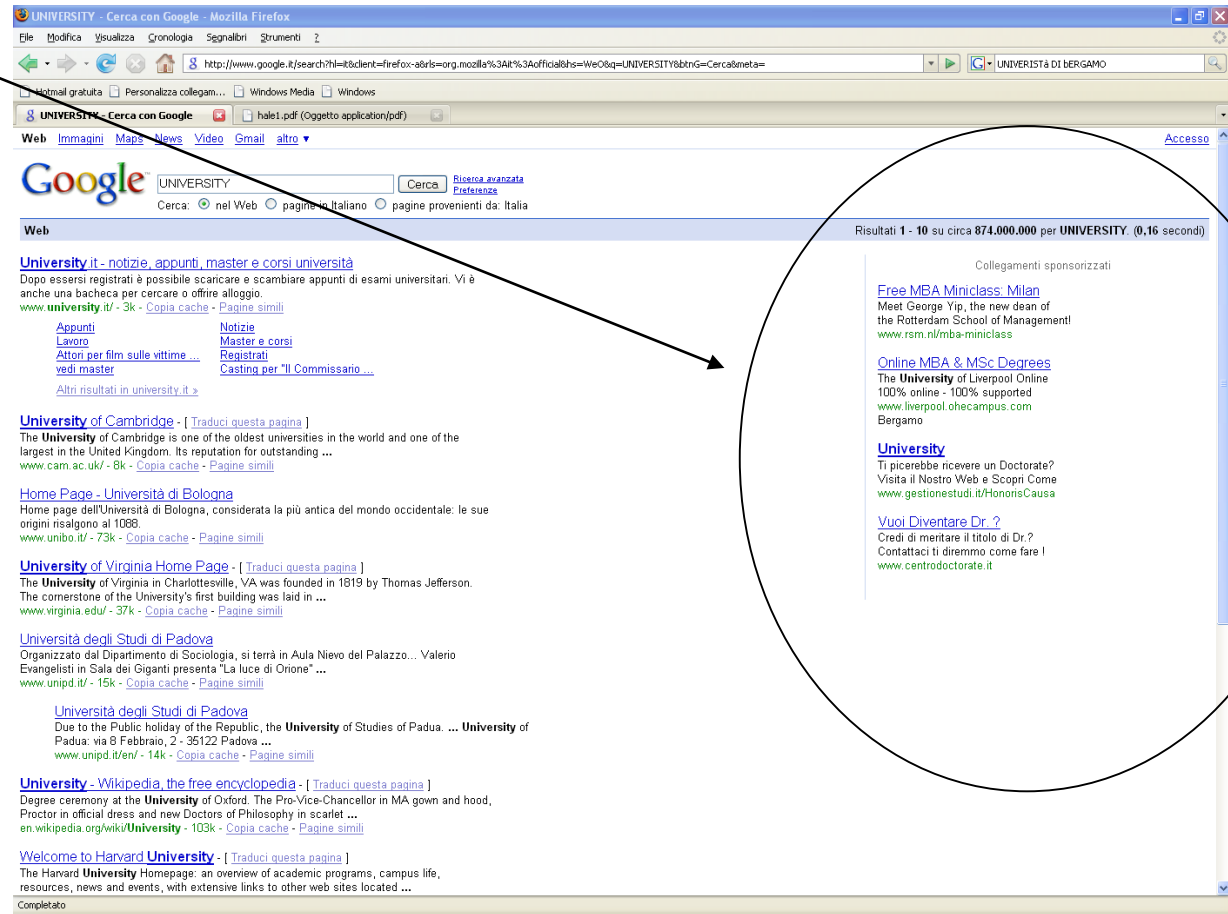 UNIVERSITY - Cerca con Google - Mozilla Firefox
File Modifica Visualizza Cronologia Segnalibri Strumenti ?
http://www.google.it/search?hl=it&client=firefox-a&rls=org.mozilla%3Ait%3Aofficial&hs=WeO&q=UNIVERSITY&btnG=Cerca&meta=
UNIVERISTà DI bERGAMO
Hotmail gratuita Personalizza collegam... Windows Media Windows
UNIVERSITY - Cerca con Google hale1.pdf (Oggetto application/pdf)
Web Immagini Maps News Video Gmail altro ▼ Accesso
Google UNIVERSITY Cerca Ricerca avanzata
Preferenze
Cerca: nel Web pagine in Italiano pagine provenienti da: Italia
Web Risultati 1 - 10 su circa 874.000.000 per UNIVERSITY. (0,16 secondi)
University.it - notizie, appunti, master e corsi università
Dopo essersi registrati è possibile scaricare e scambiare appunti di esami universitari. Vi è
anche una bacheca per cercare o offrire alloggio.
www.university.it/ - 3k - Copia cache - Pagine simili
Appunti Notizie
Lavoro Master e corsi
Attori per film sulle vittime ... Registrati
vedi master Casting per "Il Commissario ...
Altri risultati in university.it »
University of Cambridge - [ Traduci questa pagina ]
The University of Cambridge is one of the oldest universities in the world and one of the
largest in the United Kingdom. Its reputation for outstanding ...
www.cam.ac.uk/ - 8k - Copia cache - Pagine simili
Home Page - Università di Bologna
Home page dell'Università di Bologna, considerata la più antica del mondo occidentale: le sue
origini risalgono al 1088.
www.unibo.it/ - 73k - Copia cache - Pagine simili
University of Virginia Home Page - [ Traduci questa pagina ]
The University of Virginia in Charlottesville, VA was founded in 1819 by Thomas Jefferson.
The cornerstone of the University's first building was laid in ...
www.virginia.edu/ - 37k - Copia cache - Pagine simili
Università degli Studi di Padova
Organizzato dal Dipartimento di Sociologia, si terrà in Aula Nievo del Palazzo... Valerio
Evangelisti in Sala dei Giganti presenta "La luce di Orione" ...
www.unipd.it/ - 15k - Copia cache - Pagine simili
Università degli Studi di Padova
Due to the Public holiday of the Republic, the University of Studies of Padua. ... University of
Padua: via 8 Febbraio, 2 - 35122 Padova ...
www.unipd.it/en/ - 14k - Copia cache - Pagine simili
University - Wikipedia, the free encyclopedia - [ Traduci questa pagina ]
Degree ceremony at the University of Oxford. The Pro-Vice-Chancellor in MA gown and hood,
Proctor in official dress and new Doctors of Philosophy in scarlet ...
en.wikipedia.org/wiki/University - 103k - Copia cache - Pagine simili
Welcome to Harvard University - [ Traduci questa pagina ]
The Harvard University Homepage: an overview of academic programs, campus life,
resources, news and events, with extensive links to other web sites located ...
Collegamenti sponsorizzati
Free MBA Miniclass: Milan
Meet George Yip, the new dean of
the Rotterdam School of Management!
www.rsm.nl/mba-miniclass
Online MBA & MSc Degrees
The University of Liverpool Online
100% online - 100% supported
www.liverpool.ohecampus.com
Bergamo
University
Ti picerebbe ricevere un Doctorate?
Visita il Nostro Web e Scopri Come
www.gestionestudi.it/HonorisCausa
Vuoi Diventare Dr. ?
Credi di meritare il titolo di Dr.?
Contattaci ti diremmo come fare !
www.centrodoctorate.it
Completato